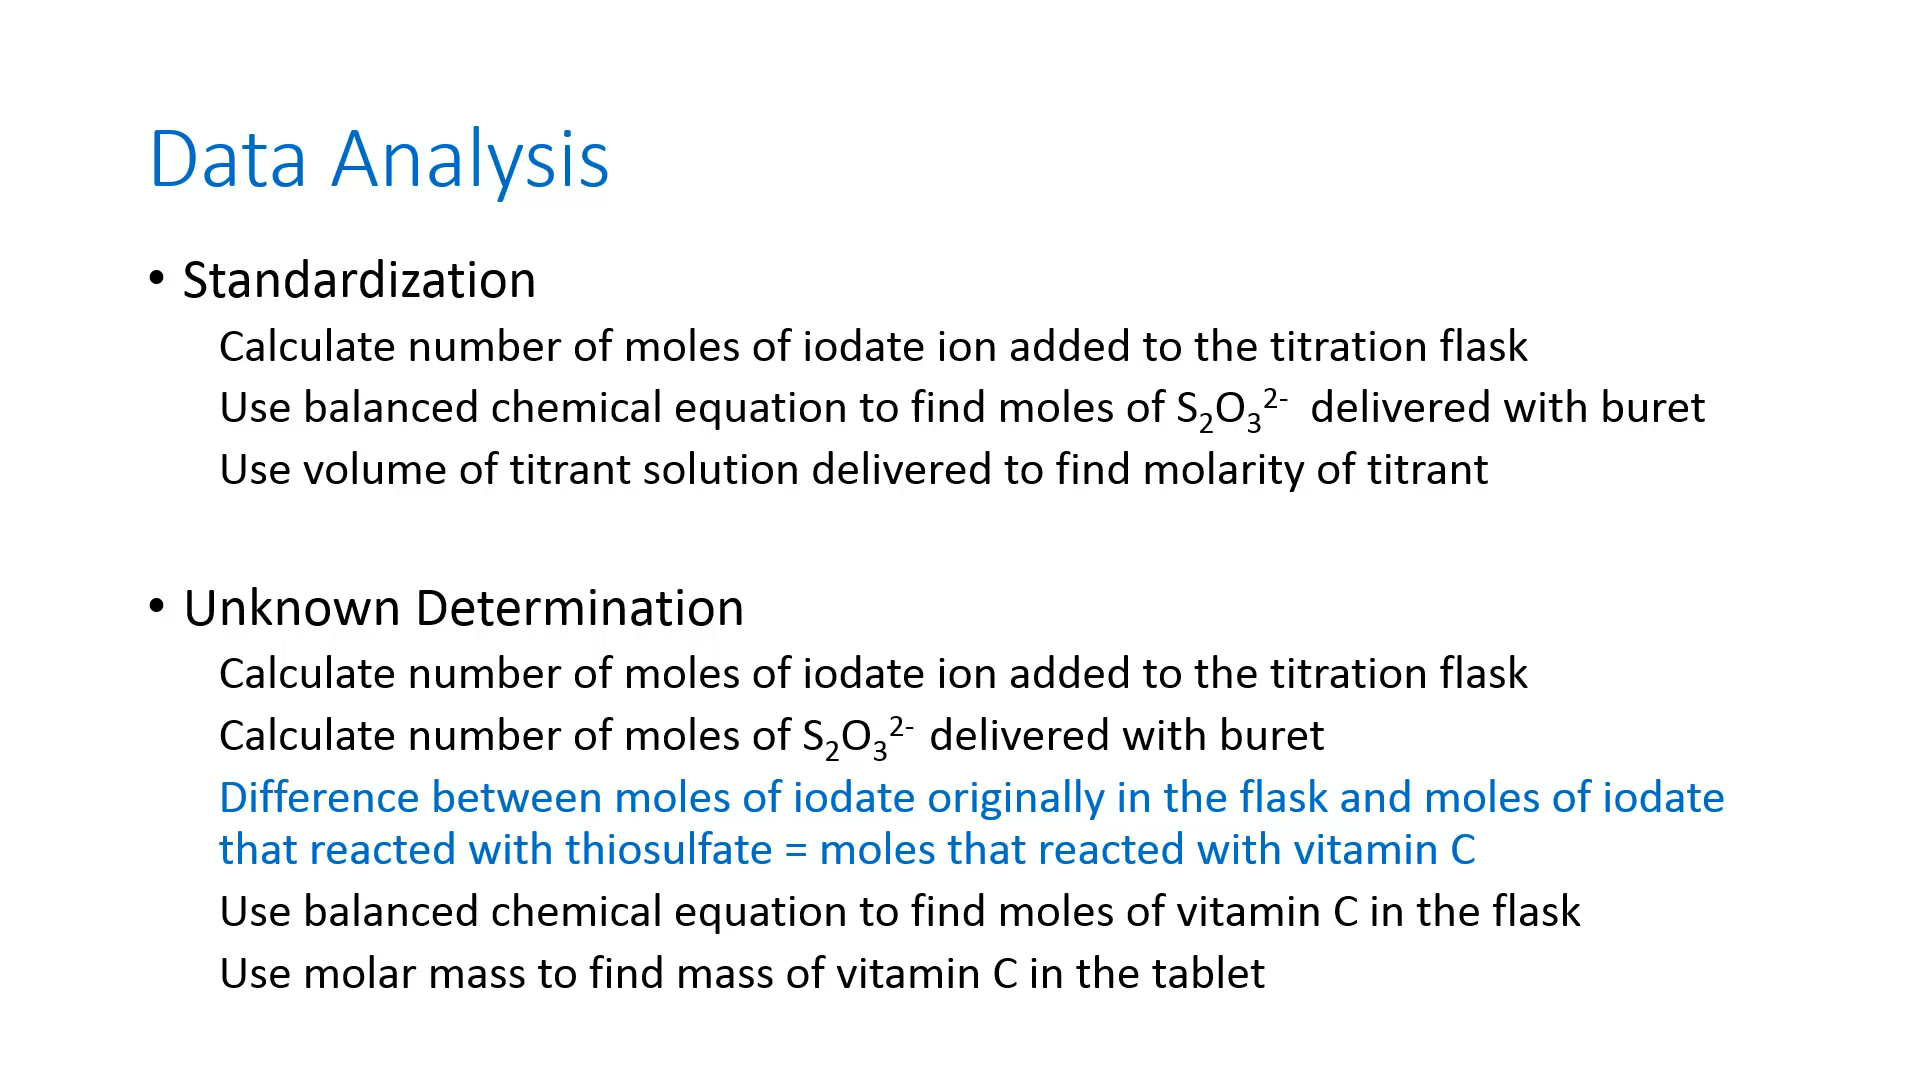 Data Analysis
• Standardization
Calculate number of moles of iodate ion added to the titration flask
Use balanced chemical equation to find moles of S₂O₃²⁻ delivered with buret
Use volume of titrant solution delivered to find molarity of titrant
• Unknown Determination
Calculate number of moles of iodate ion added to the titration flask
Calculate number of moles of S₂O₃²⁻ delivered with buret
Difference between moles of iodate originally in the flask and moles of iodate
that reacted with thiosulfate = moles that reacted with vitamin C
Use balanced chemical equation to find moles of vitamin C in the flask
Use molar mass to find mass of vitamin C in the tablet